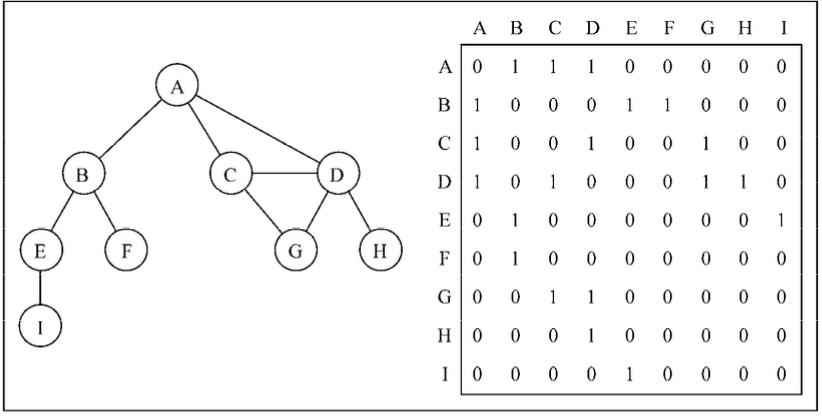 A
B C D
E F G H
I
A B C D E F G H I
A 0 1 1 1 0 0 0 0 0
B 1 0 0 0 1 1 0 0 0
C 1 0 0 1 0 0 1 0 0
D 1 0 1 0 0 0 1 1 0
E 0 1 0 0 0 0 0 0 1
F 0 1 0 0 0 0 0 0 0
G 0 0 1 1 0 0 0 0 0
H 0 0 0 1 0 0 0 0 0
I 0 0 0 0 1 0 0 0 0